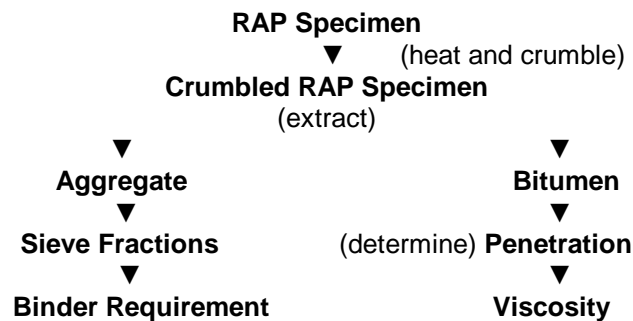 RAP Specimen
▼ (heat and crumble)
Crumbled RAP Specimen
(extract)
▼ ▼
Aggregate Bitumen
▼ ▼
Sieve Fractions (determine) Penetration
▼ ▼
Binder Requirement Viscosity